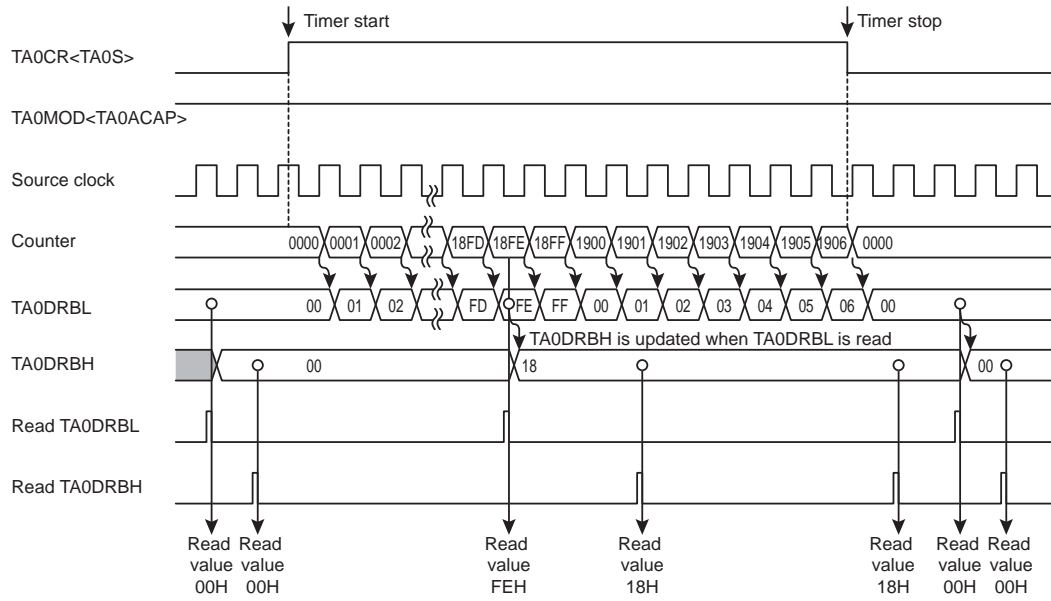 Timer start
Timer stop
TA0CR<TA0S>
TA0MOD<TA0ACAP>
Source clock
Counter
0000 0001 0002 18FD 18FE 18FF 1900 1901 1902 1903 1904 1905 1906 0000
TA0DRBL
00 01 02 FD FE FF 00 01 02 03 04 05 06 00
TA0DRBH is updated when TA0DRBL is read
TA0DRBH
00 18 00
Read TA0DRBL
Read TA0DRBH
Read
value
00H
Read
value
00H
Read
value
FEH
Read
value
18H
Read
value
18H
Read
value
00H
Read
value
00H